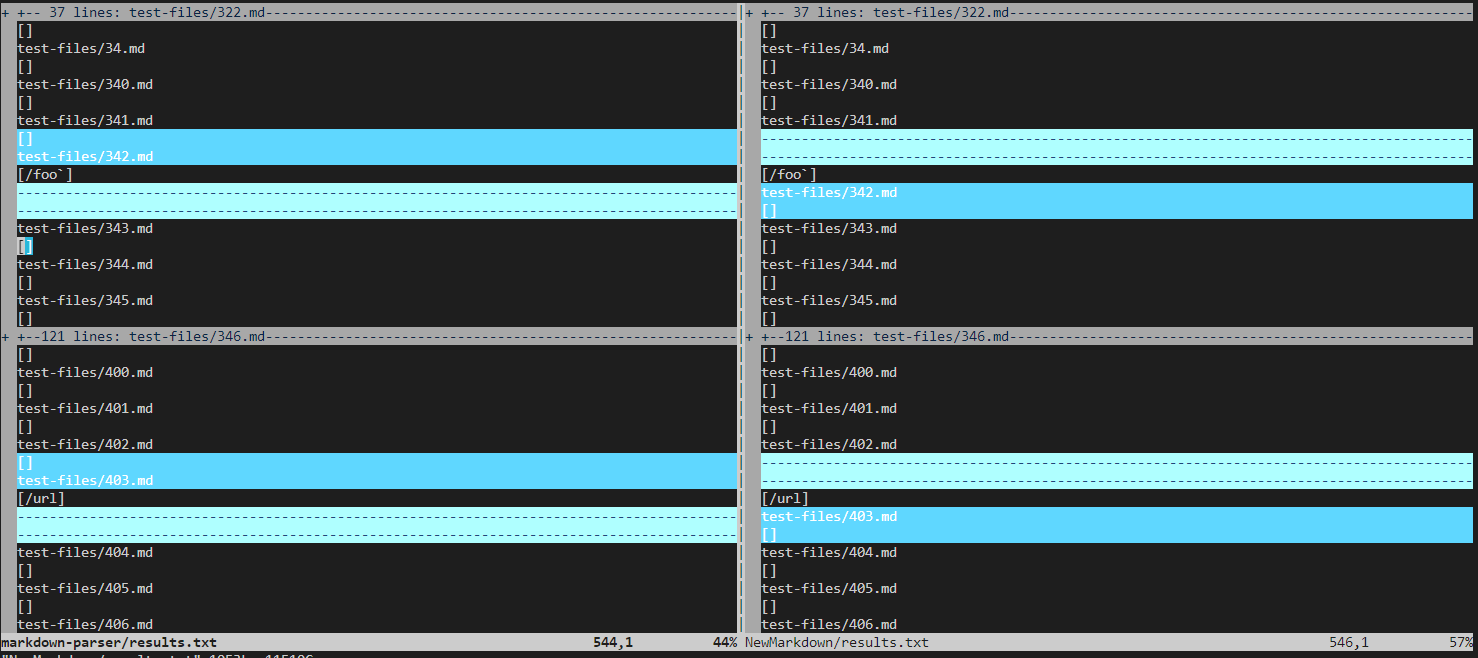 + +-- 37 lines: test-files/322.md-----------------------------------------------------------
[]
test-files/34.md
[]
test-files/340.md
[]
test-files/341.md
[]
test-files/342.md
[/foo`]
------------------------------------------------------------------------------------------
------------------------------------------------------------------------------------------
test-files/343.md
[]
test-files/344.md
[]
test-files/345.md
[]
+ +--121 lines: test-files/346.md-----------------------------------------------------------
[]
test-files/400.md
[]
test-files/401.md
[]
test-files/402.md
[]
test-files/403.md
[/url]
------------------------------------------------------------------------------------------
------------------------------------------------------------------------------------------
test-files/404.md
[]
test-files/405.md
[]
test-files/406.md
markdown-parser/results.txt 544,1 44%
+ +-- 37 lines: test-files/322.md----------------------------------------------------------
[]
test-files/34.md
[]
test-files/340.md
[]
test-files/341.md
-----------------------------------------------------------------------------------------
-----------------------------------------------------------------------------------------
[/foo`]
test-files/342.md
[]
test-files/343.md
[]
test-files/344.md
[]
test-files/345.md
[]
+ +--121 lines: test-files/346.md----------------------------------------------------------
[]
test-files/400.md
[]
test-files/401.md
[]
test-files/402.md
-----------------------------------------------------------------------------------------
-----------------------------------------------------------------------------------------
[/url]
test-files/403.md
[]
test-files/404.md
[]
test-files/405.md
[]
test-files/406.md
NewMarkdown/results.txt 546,1 57%